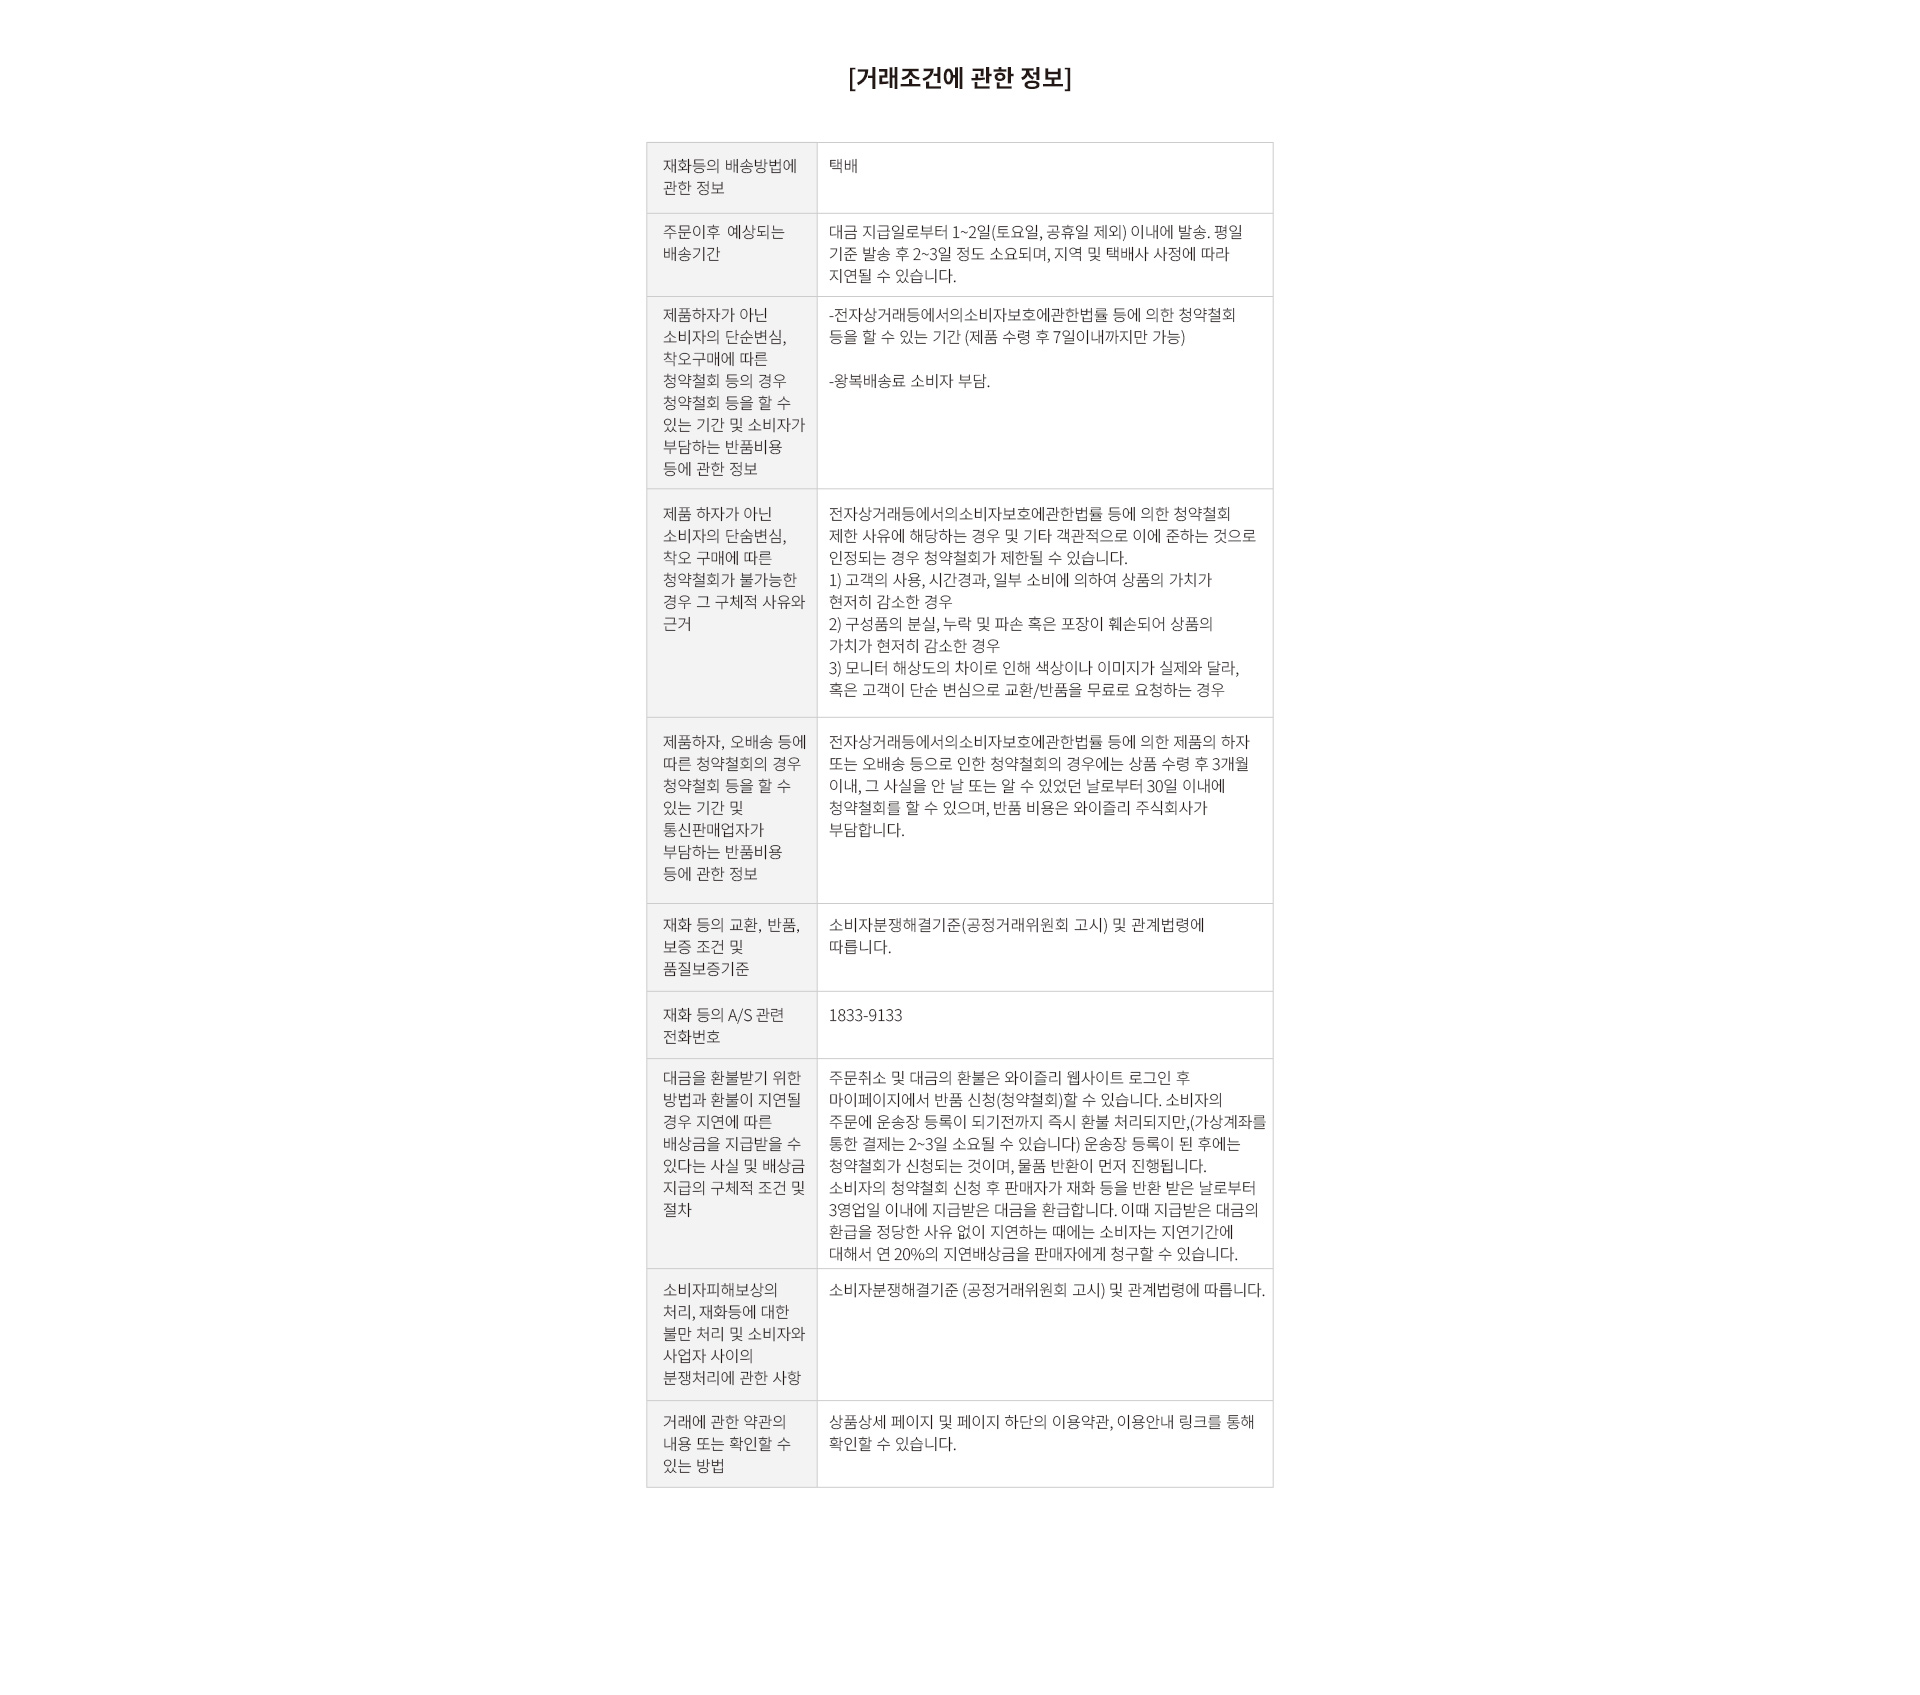 [거래조건에 관한 정보]
재화등의 배송방법에
관한 정보
택배
주문이후 예상되는
배송기간
대금 지급일로부터 1~2일(토요일, 공휴일 제외) 이내에 발송. 평일
기준 발송 후 2~3일 정도 소요되며, 지역 및 택배사 사정에 따라
지연될 수 있습니다.
제품하자가 아닌
소비자의 단순변심,
착오구매에 따른
청약철회 등의 경우
청약철회 등을 할 수
있는 기간 및 소비자가
부담하는 반품비용
등에 관한 정보
-전자상거래등에서의소비자보호에관한법률 등에 의한 청약철회
등을 할 수 있는 기간 (제품 수령 후 7일이내까지만 가능)
-왕복배송료 소비자 부담.
제품 하자가 아닌
소비자의 단숨변심,
착오 구매에 따른
청약철회가 불가능한
경우 그 구체적 사유와
근거
전자상거래등에서의소비자보호에관한법률 등에 의한 청약철회
제한 사유에 해당하는 경우 및 기타 객관적으로 이에 준하는 것으로
인정되는 경우 청약철회가 제한될 수 있습니다.
1) 고객의 사용, 시간경과, 일부 소비에 의하여 상품의 가치가
현저히 감소한 경우
2) 구성품의 분실, 누락 및 파손 혹은 포장이 훼손되어 상품의
가치가 현저히 감소한 경우
3) 모니터 해상도의 차이로 인해 색상이나 이미지가 실제와 달라,
혹은 고객이 단순 변심으로 교환/반품을 무료로 요청하는 경우
제품하자, 오배송 등에
따른 청약철회의 경우
청약철회 등을 할 수
있는 기간 및
통신판매업자가
부담하는 반품비용
등에 관한 정보
전자상거래등에서의소비자보호에관한법률 등에 의한 제품의 하자
또는 오배송 등으로 인한 청약철회의 경우에는 상품 수령 후 3개월
이내, 그 사실을 안 날 또는 알 수 있었던 날로부터 30일 이내에
청약철회를 할 수 있으며, 반품 비용은 와이즐리 주식회사가
부담합니다.
재화 등의 교환, 반품,
보증 조건 및
품질보증기준
소비자분쟁해결기준(공정거래위원회 고시) 및 관계법령에
따릅니다.
재화 등의 A/S 관련
전화번호
1833-9133
대금을 환불받기 위한
방법과 환불이 지연될
경우 지연에 따른
배상금을 지급받을 수
있다는 사실 및 배상금
지급의 구체적 조건 및
절차
주문취소 및 대금의 환불은 와이즐리 웹사이트 로그인 후
마이페이지에서 반품 신청(청약철회)할 수 있습니다. 소비자의
주문에 운송장 등록이 되기전까지 즉시 환불 처리되지만,(가상계좌를
통한 결제는 2~3일 소요될 수 있습니다) 운송장 등록이 된 후에는
청약철회가 신청되는 것이며, 물품 반환이 먼저 진행됩니다.
소비자의 청약철회 신청 후 판매자가 재화 등을 반환 받은 날로부터
3영업일 이내에 지급받은 대금을 환급합니다. 이때 지급받은 대금의
환급을 정당한 사유 없이 지연하는 때에는 소비자는 지연기간에
대해서 연 20%의 지연배상금을 판매자에게 청구할 수 있습니다.
소비자피해보상의
처리, 재화등에 대한
불만 처리 및 소비자와
사업자 사이의
분쟁처리에 관한 사항
소비자분쟁해결기준 (공정거래위원회 고시) 및 관계법령에 따릅니다.
거래에 관한 약관의
내용 또는 확인할 수
있는 방법
상품상세 페이지 및 페이지 하단의 이용약관, 이용안내 링크를 통해
확인할 수 있습니다.